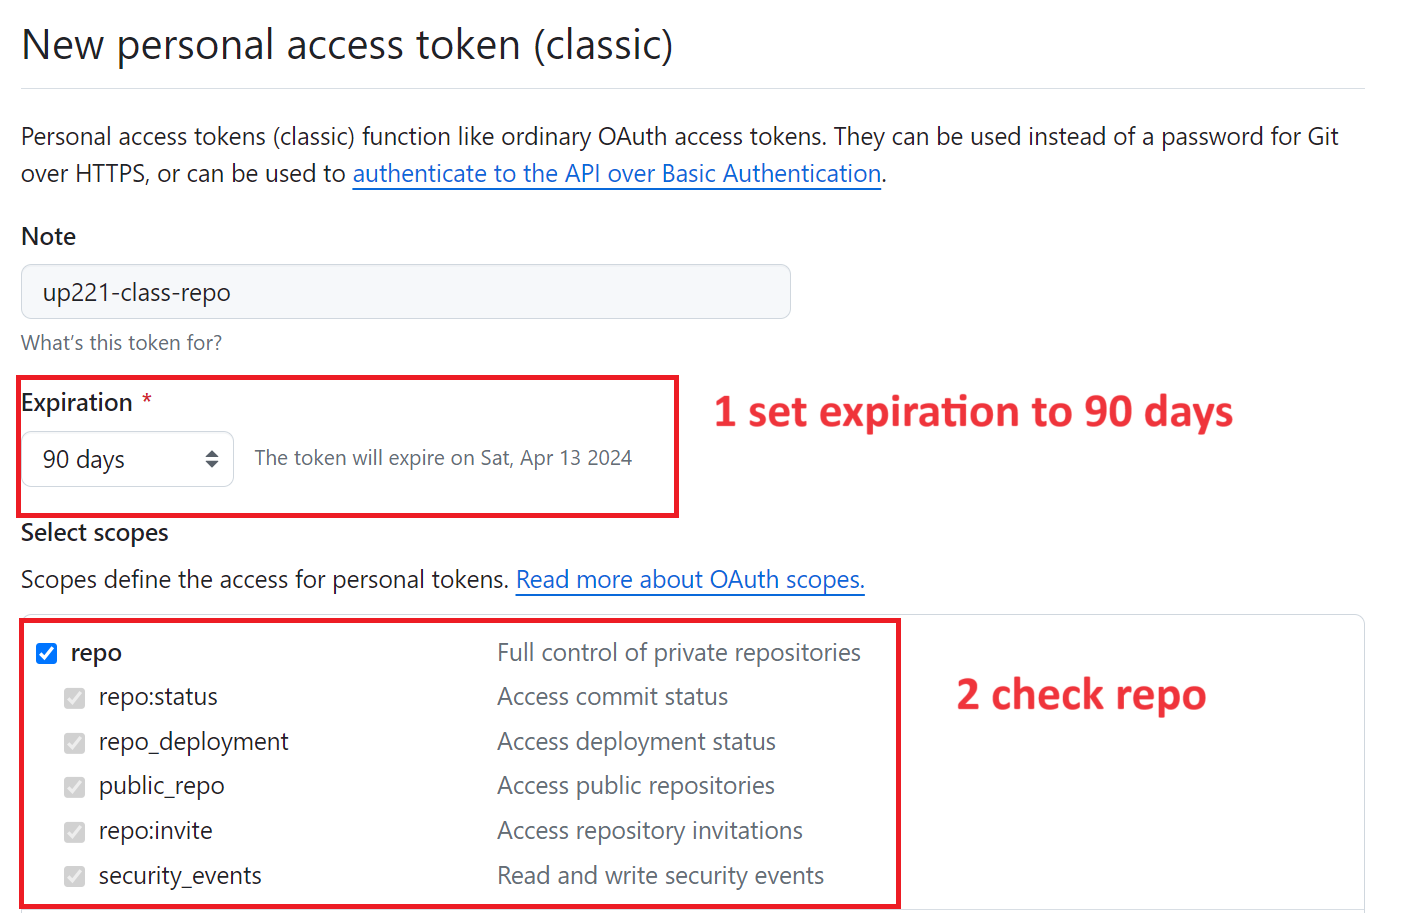 New personal access token (classic)
Personal access tokens (classic) function like ordinary OAuth access tokens. They can be used instead of a password for Git
over HTTPS, or can be used to authenticate to the API over Basic Authentication.
Note
up221-class-repo
What's this token for?
Expiration *
1 set expiration to 90 days
90 days The token will expire on Sat, Apr 13 2024
Select scopes
Scopes define the access for personal tokens. Read more about OAuth scopes.
repo Full control of private repositories
2 check repo
repo:status Access commit status
repo_deployment Access deployment status
public_repo Access public repositories
repo:invite Access repository invitations
security_events Read and write security events